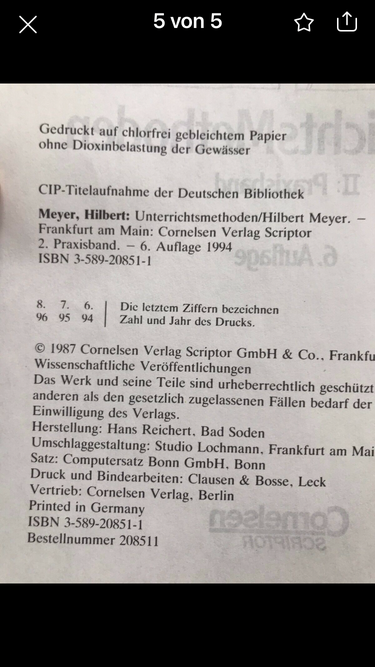 5 von 5
Gedruckt auf chlorfrei gebleichtem Papier
ohne Dioxinbelastung der Gewässer
CIP-Titelaufnahme der Deutschen Bibliothek
Meyer, Hilbert: Unterrichtsmethoden/Hilbert Meyer. –
Frankfurt am Main: Cornelsen Verlag Scriptor
2. Praxisband. – 6. Auflage 1994
ISBN 3-589-20851-1
8. 7. 6. | Die letztem Ziffern bezeichnen
96 95 94 | Zahl und Jahr des Drucks.
© 1987 Cornelsen Verlag Scriptor GmbH & Co., Frankfu
Wissenschaftliche Veröffentlichungen
Das Werk und seine Teile sind urheberrechtlich geschützt
anderen als den gesetzlich zugelassenen Fällen bedarf der
Einwilligung des Verlags.
Herstellung: Hans Reichert, Bad Soden
Umschlaggestaltung: Studio Lochmann, Frankfurt am Mai
Satz: Computersatz Bonn GmbH, Bonn
Druck und Bindearbeiten: Clausen & Bosse, Leck
Vertrieb: Cornelsen Verlag, Berlin
Printed in Germany
ISBN 3-589-20851-1
Bestellnummer 208511